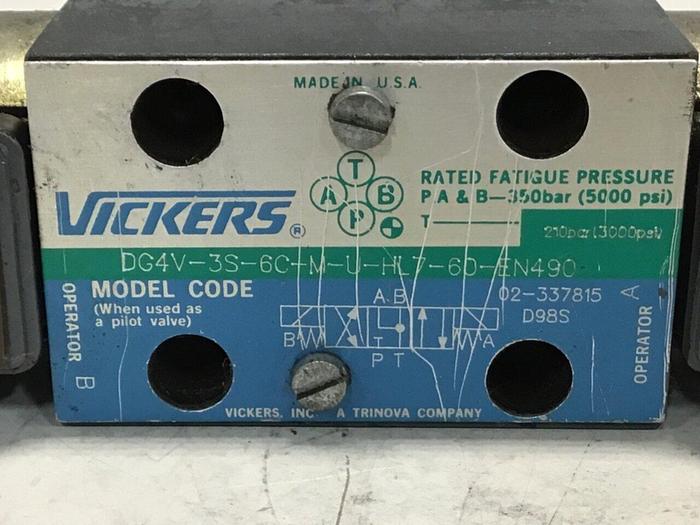 MADE IN U.S.A.
T
A B
P
VICKERS®
RATED FATIGUE PRESSURE
P.A & B—350bar (5000 psi)
T
210bar(3000psi)
DG4V-3S-6C-M-U-HL7-60-EN490
MODEL CODE
(When used as
a pilot valve)
OPERATOR B
A B
B A
T
P T
02-337815
D98S
OPERATOR A
VICKERS, INC A TRINOVA COMPANY